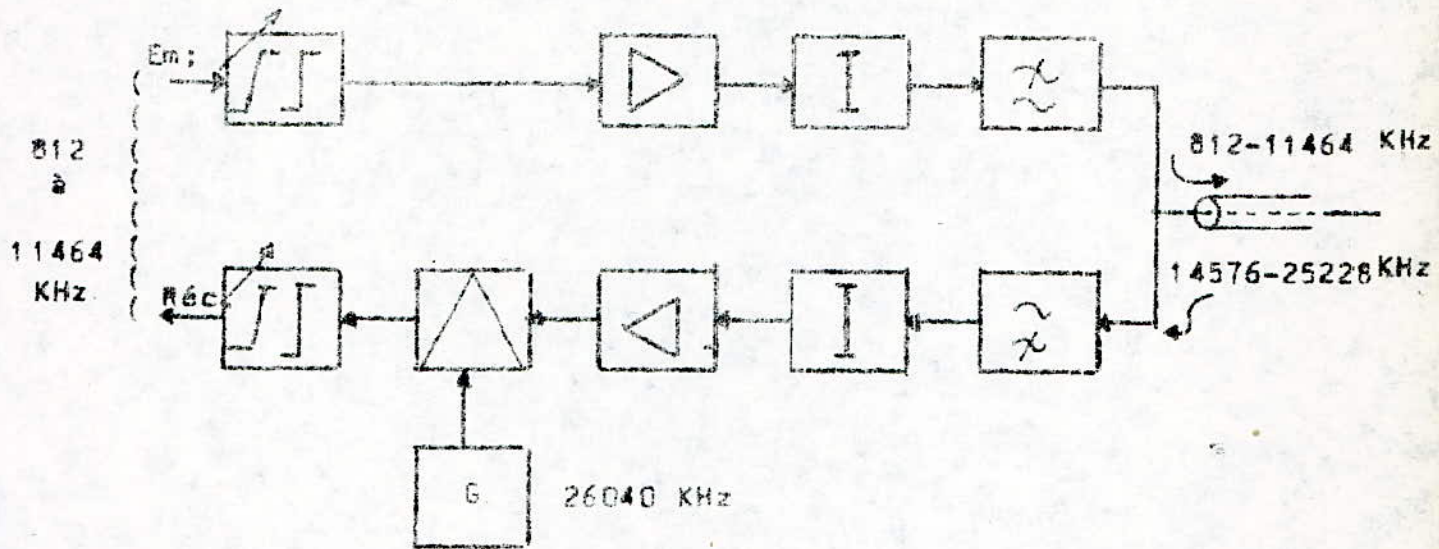 Em;
812
à
11464
KHz
Réc;
812-11464 KHz
14576-25228 KHz
G
26040 KHz